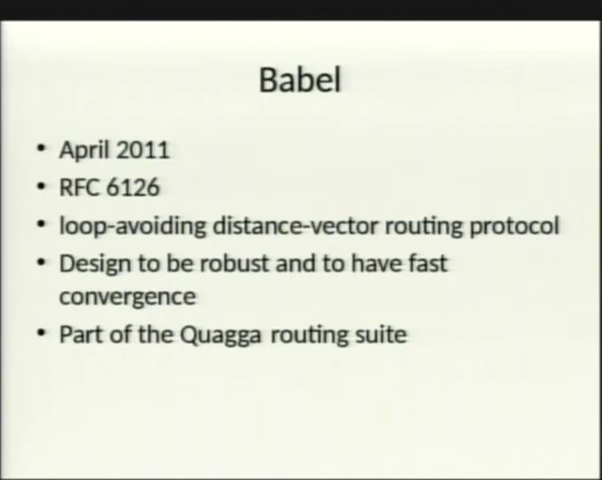 Babel
• April 2011
• RFC 6126
• loop-avoiding distance-vector routing protocol
• Design to be robust and to have fast
convergence
• Part of the Quagga routing suite